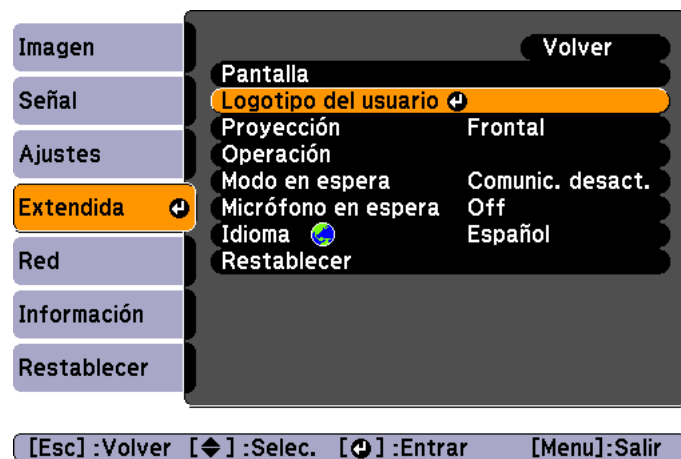 Imagen
Señal
Ajustes
Extendida
Red
Información
Restablecer
Volver
Pantalla
Logotipo del usuario
Proyección Frontal
Operación
Modo en espera Comunic. desact.
Micrófono en espera Off
Idioma Español
Restablecer
[Esc] :Volver [ ] :Selec. [ ] :Entrar [Menu]:Salir